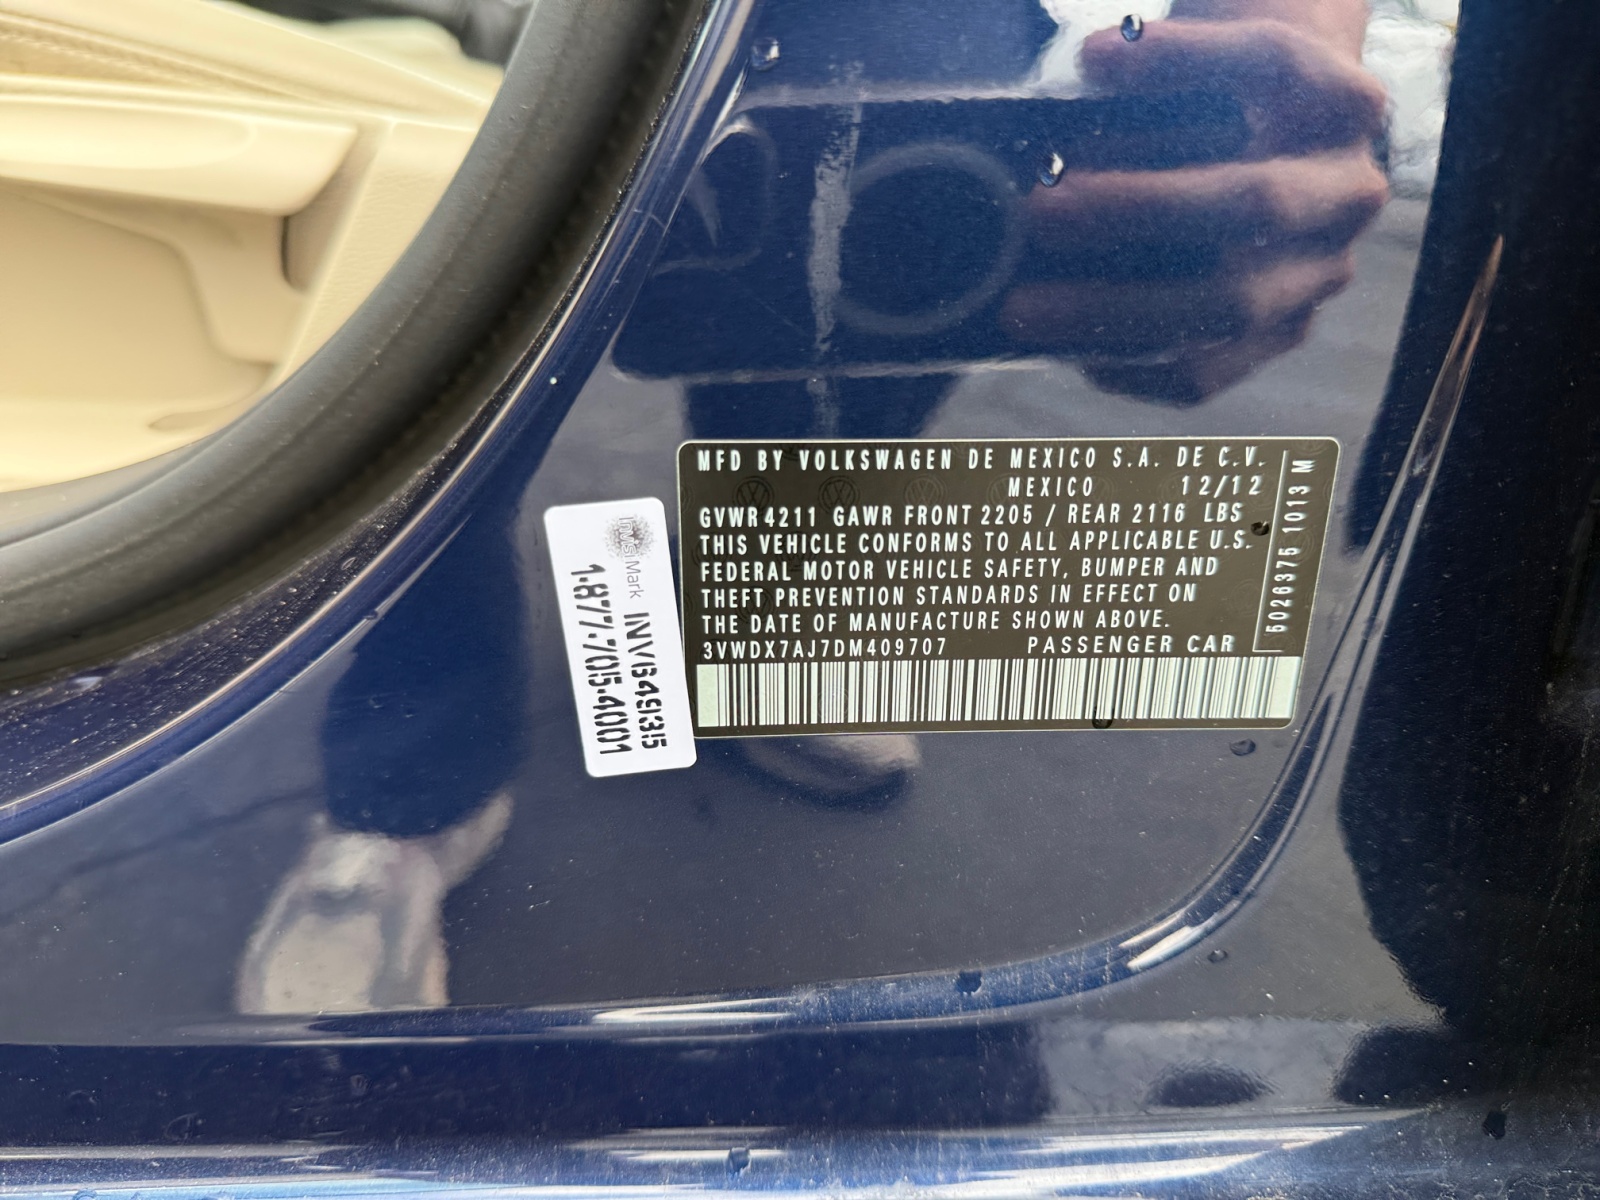 MFD BY VOLKSWAGEN DE MEXICO S.A. DE C.V.
MEXICO 12/12
GVWR 4211 GAWR FRONT 2205 / REAR 2116 LBS
THIS VEHICLE CONFORMS TO ALL APPLICABLE U.S.
FEDERAL MOTOR VEHICLE SAFETY, BUMPER AND
THEFT PREVENTION STANDARDS IN EFFECT ON
THE DATE OF MANUFACTURE SHOWN ABOVE.
3VWDX7AJ7DM409707 PASSENGER CAR
5026375 1013 M
InvisiMark INV649135
1-877-705-4001